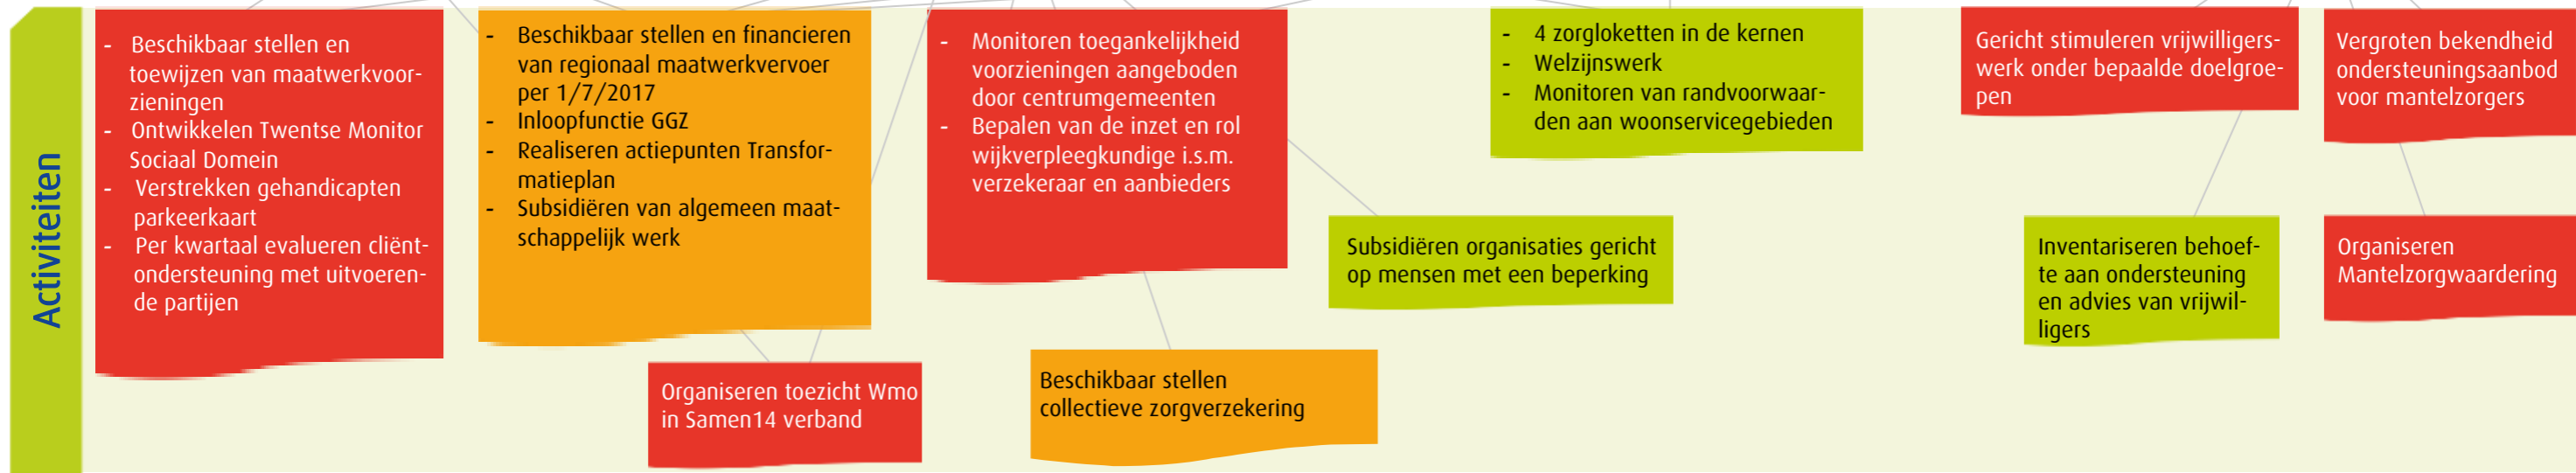 Activiteiten
- Beschikbaar stellen en
toewijzen van maatwerkvoor-
zieningen
- Ontwikkelen Twentse Monitor
Sociaal Domein
- Verstrekken gehandicapten
parkeerkaart
- Per kwartaal evalueren cliënt-
ondersteuning met uitvoeren-
de partijen
- Beschikbaar stellen en financieren
van regionaal maatwerkvervoer
per 1/7/2017
- Inloopfunctie GGZ
- Realiseren actiepunten Transfor-
matieplan
- Subsidiëren van algemeen maat-
schappelijk werk
- Monitoren toegankelijkheid
voorzieningen aangeboden
door centrumgemeenten
- Bepalen van de inzet en rol
wijkverpleegkundige i.s.m.
verzekeraar en aanbieders
- 4 zorgloketten in de kernen
- Welzijnswerk
- Monitoren van randvoorwaar-
den aan woonservicegebieden
Gericht stimuleren vrijwilligers-
werk onder bepaalde doelgroe-
pen
Vergroten bekendheid
ondersteuningsaanbod
voor mantelzorgers
Subsidiëren organisaties gericht
op mensen met een beperking
Inventariseren behoef-
te aan ondersteuning
en advies van vrijwil-
ligers
Organiseren
Mantelzorgwaardering
Organiseren toezicht Wmo
in Samen14 verband
Beschikbaar stellen
collectieve zorgverzekering